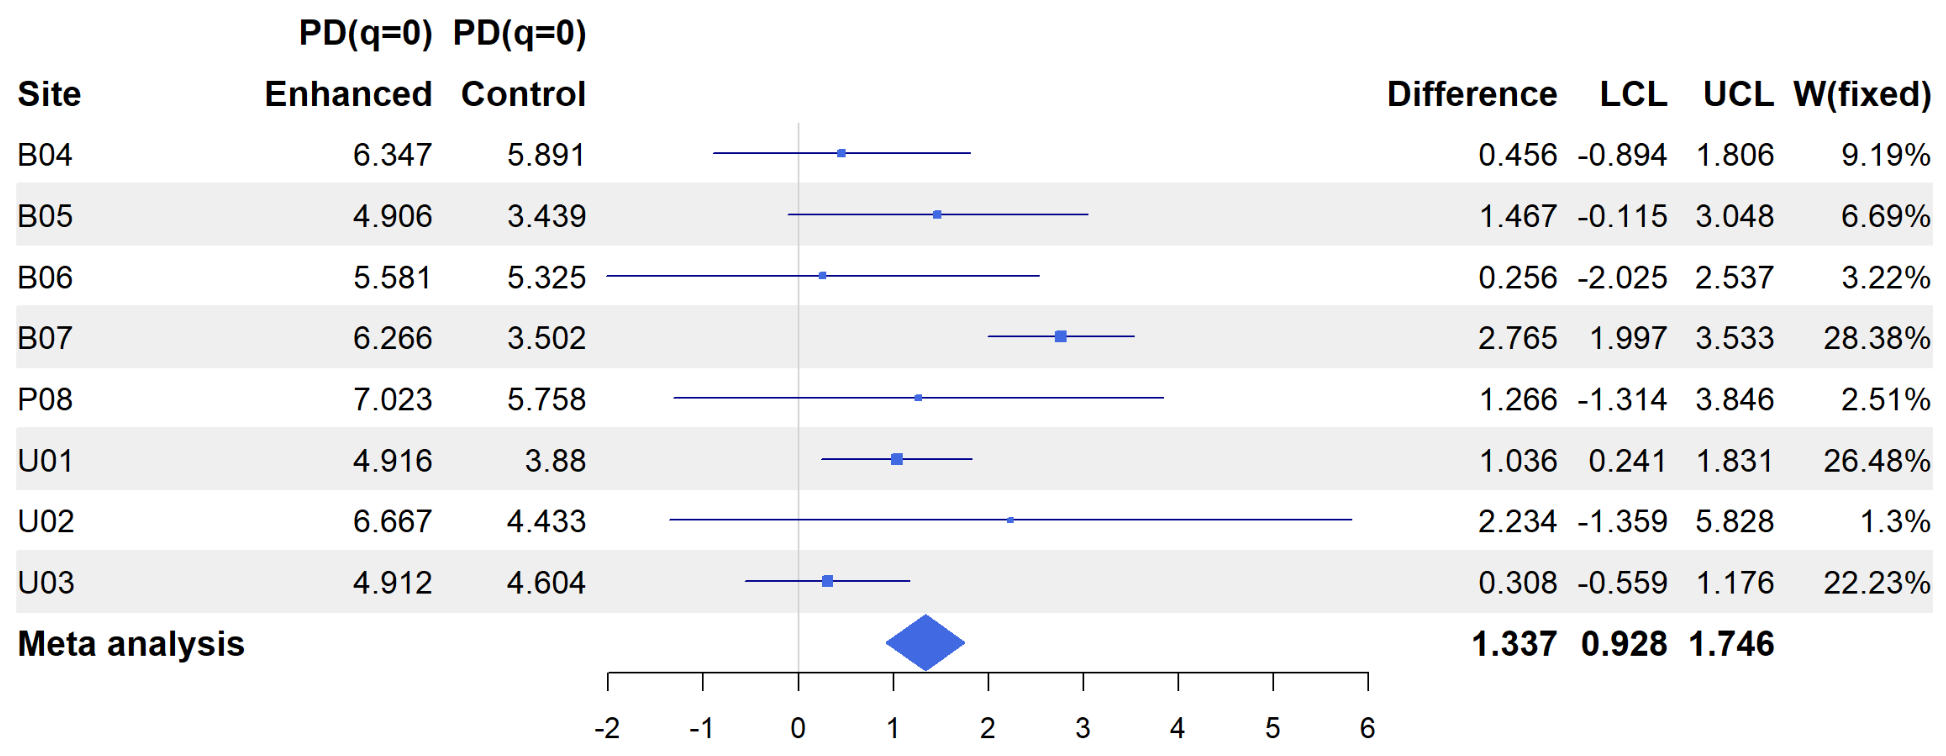 PD(q=0) PD(q=0)
Site Enhanced Control Difference LCL UCL W(fixed)
B04 6.347 5.891 0.456 -0.894 1.806 9.19%
B05 4.906 3.439 1.467 -0.115 3.048 6.69%
B06 5.581 5.325 0.256 -2.025 2.537 3.22%
B07 6.266 3.502 2.765 1.997 3.533 28.38%
P08 7.023 5.758 1.266 -1.314 3.846 2.51%
U01 4.916 3.88 1.036 0.241 1.831 26.48%
U02 6.667 4.433 2.234 -1.359 5.828 1.3%
U03 4.912 4.604 0.308 -0.559 1.176 22.23%
Meta analysis 1.337 0.928 1.746
-2 -1 0 1 2 3 4 5 6